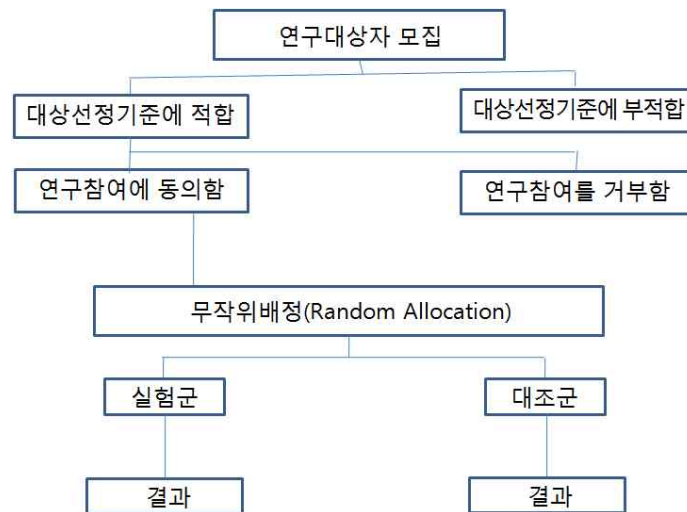 연구대상자 모집
대상선정기준에 적합
대상선정기준에 부적합
연구참여에 동의함
연구참여를 거부함
무작위배정(Random Allocation)
실험군
대조군
결과
결과